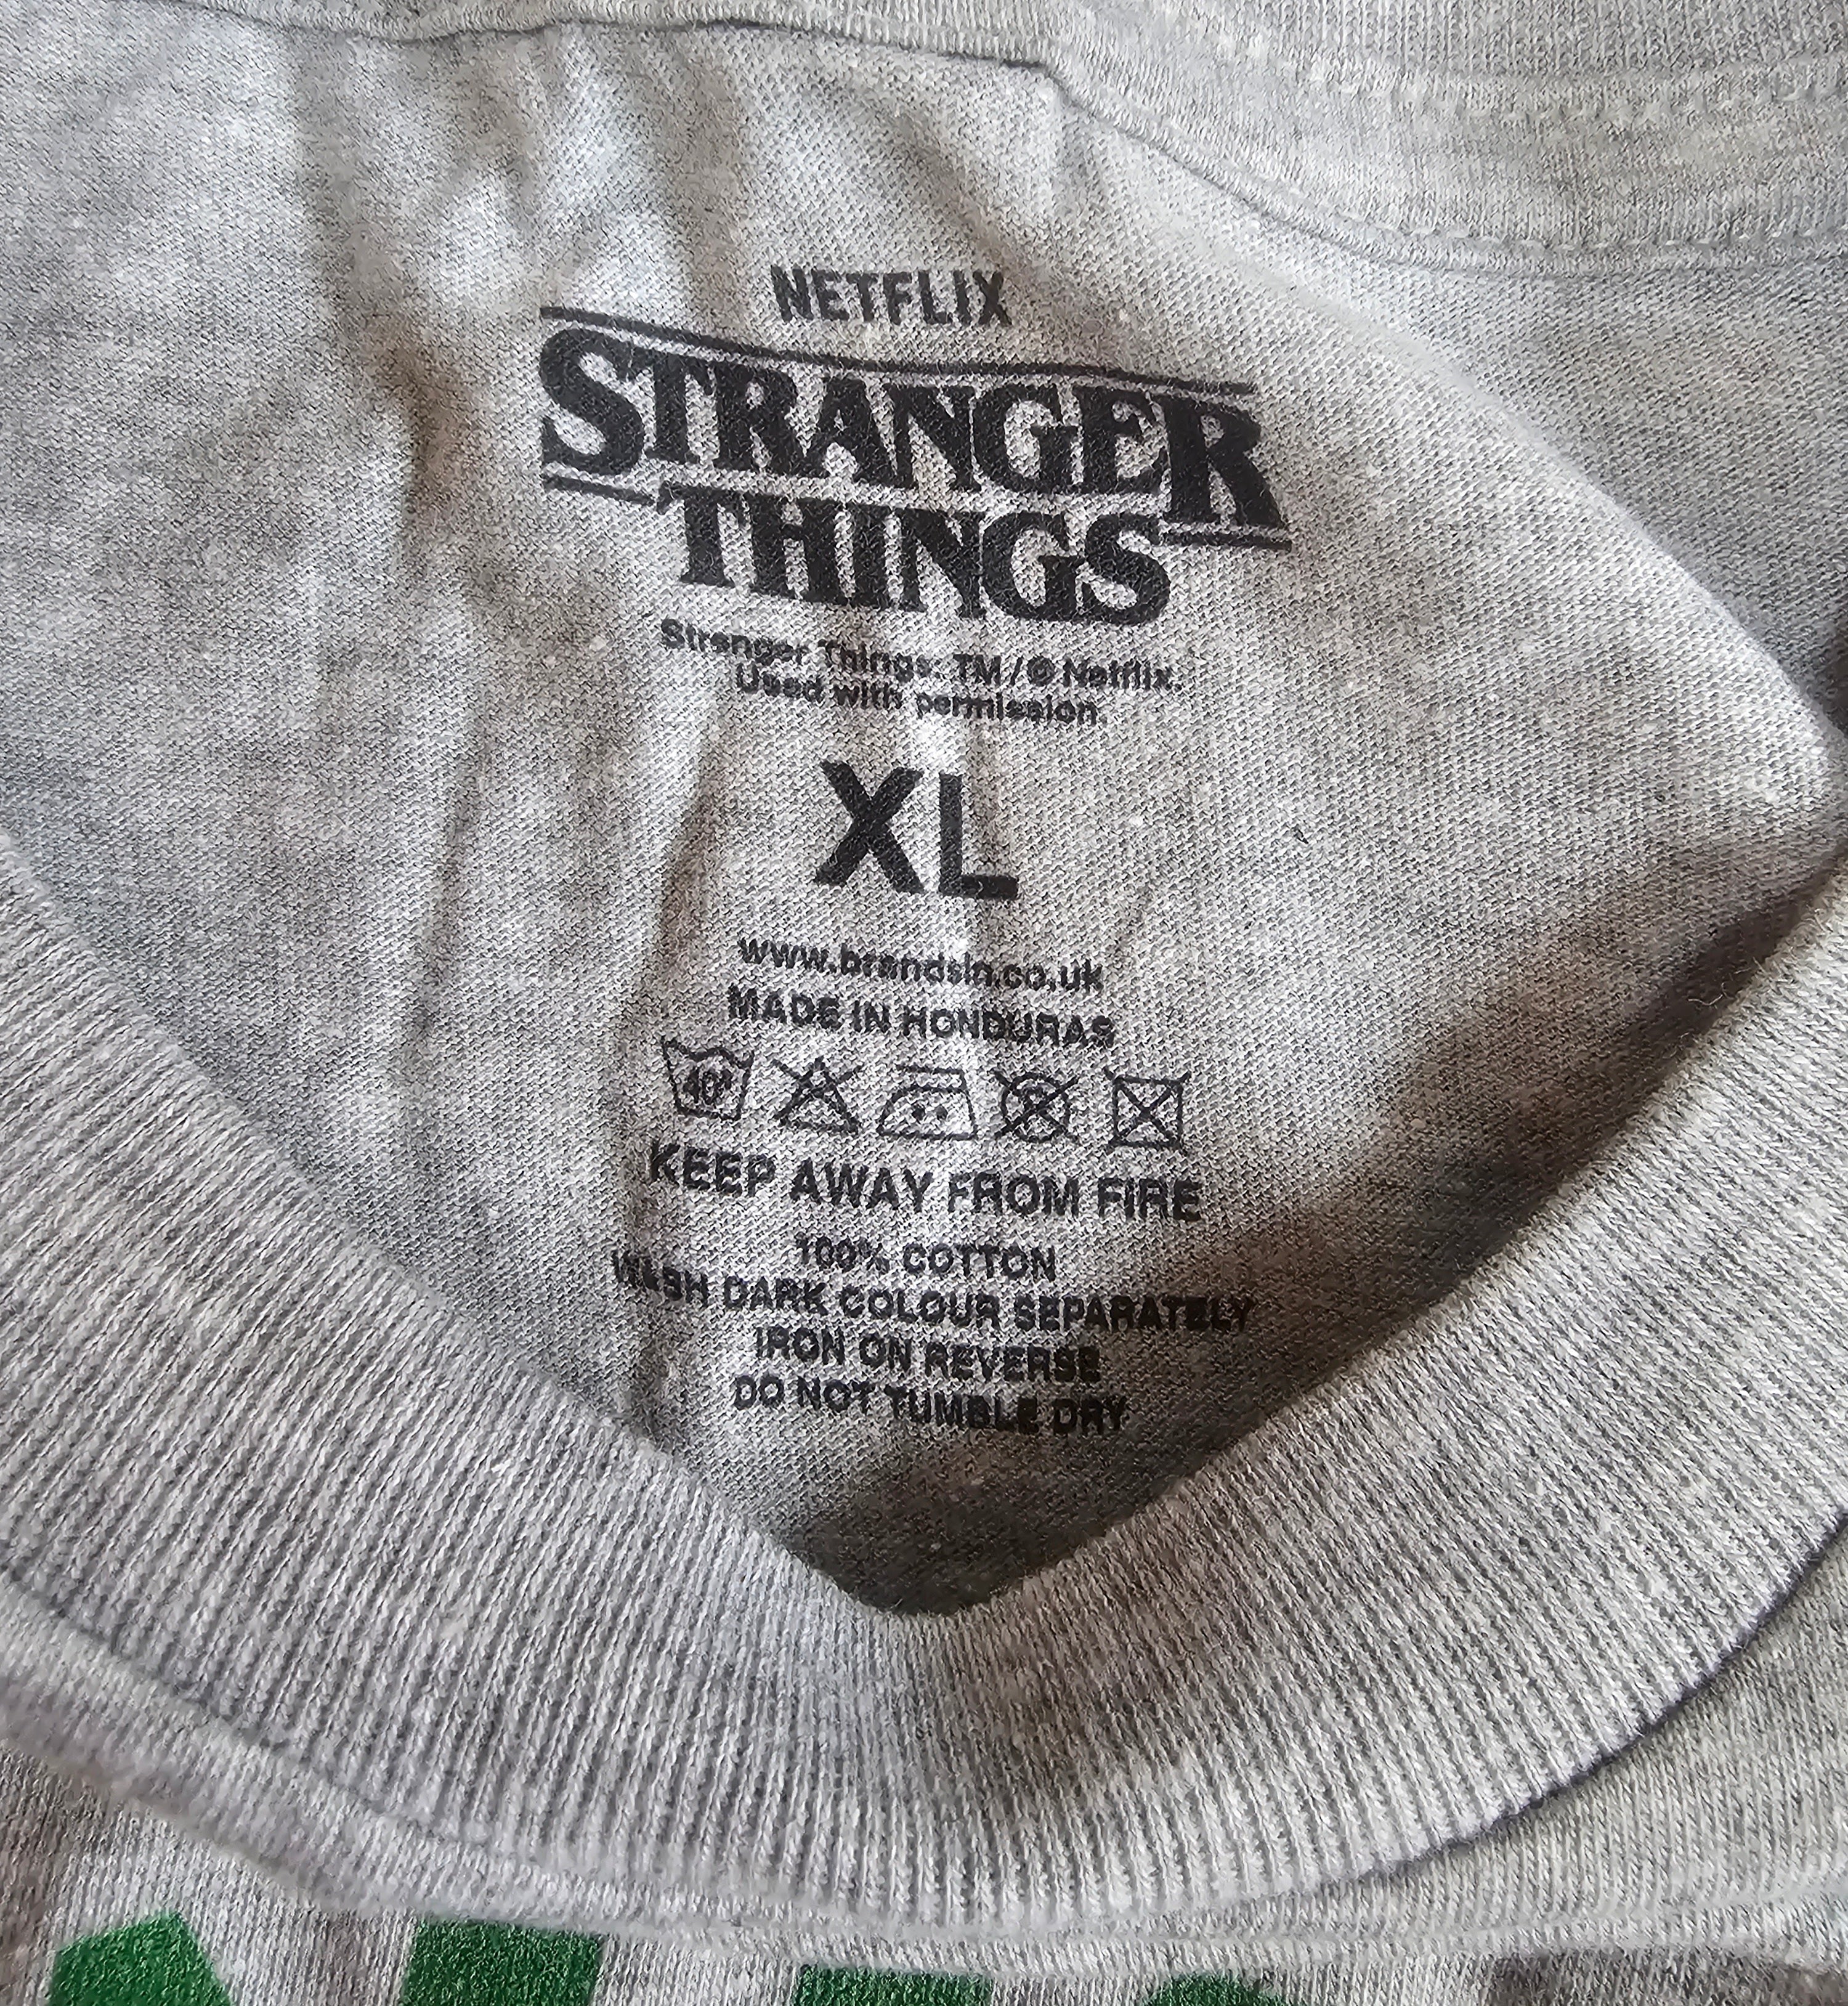 NETFLIX
STRANGER
THINGS
Stranger Things: TM/© Netflix.
Used with permission.
XL
www.brandsin.co.uk
MADE IN HONDURAS
40°
KEEP AWAY FROM FIRE
100% COTTON
WASH DARK COLOUR SEPARATELY
IRON ON REVERSE
DO NOT TUMBLE DRY